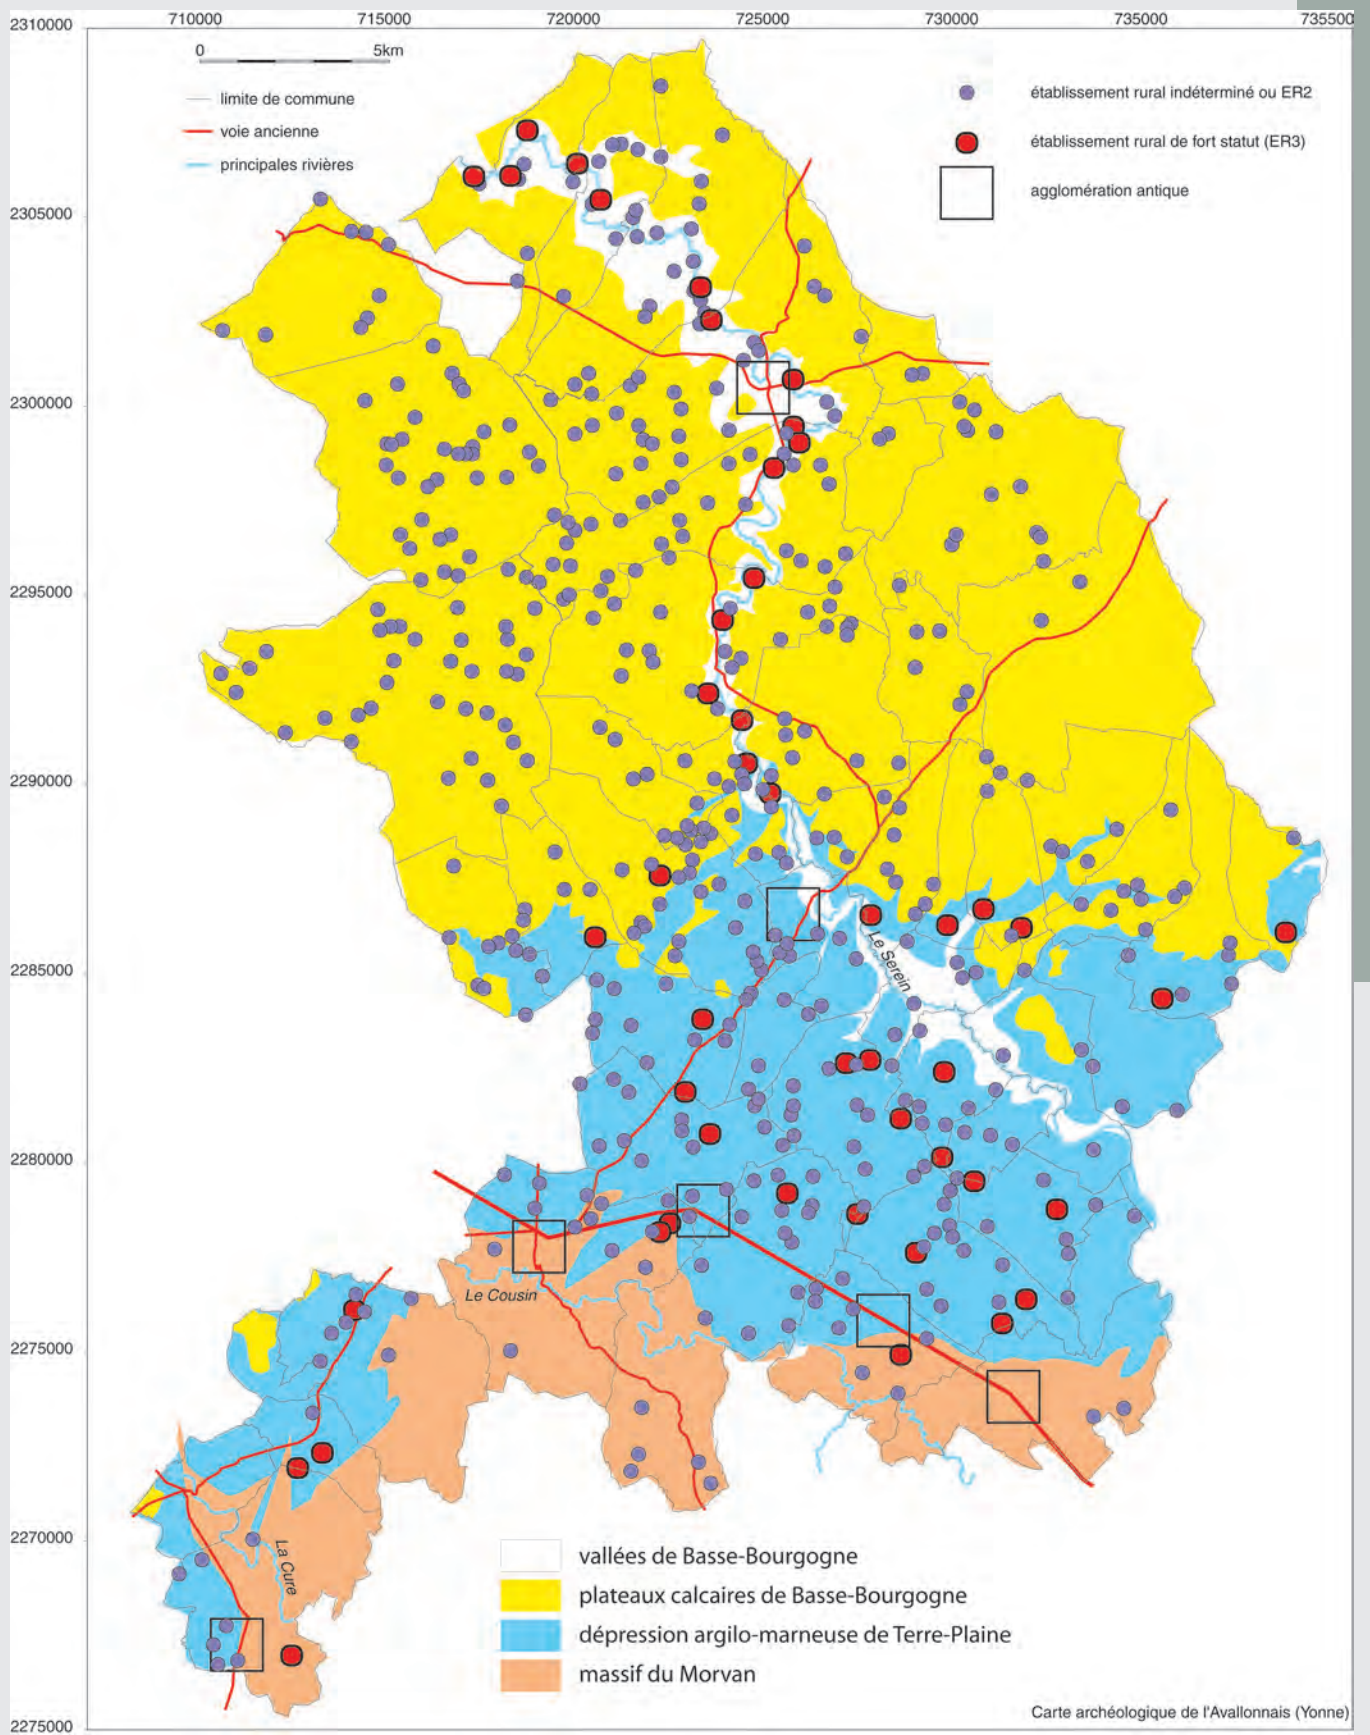 710000 715000 720000 725000 730000 735000 735500
2310000
0 5km
limite de commune
voie ancienne
principales rivières
établissement rural indéterminé ou ER2
établissement rural de fort statut (ER3)
agglomération antique
2305000
2300000
2295000
2290000
2285000
Le Serein
2280000
Le Cousin
2275000
2270000
La Cure
vallées de Basse-Bourgogne
plateaux calcaires de Basse-Bourgogne
dépression argilo-marneuse de Terre-Plaine
massif du Morvan
Carte archéologique de l'Avallonnais (Yonne)
2275000